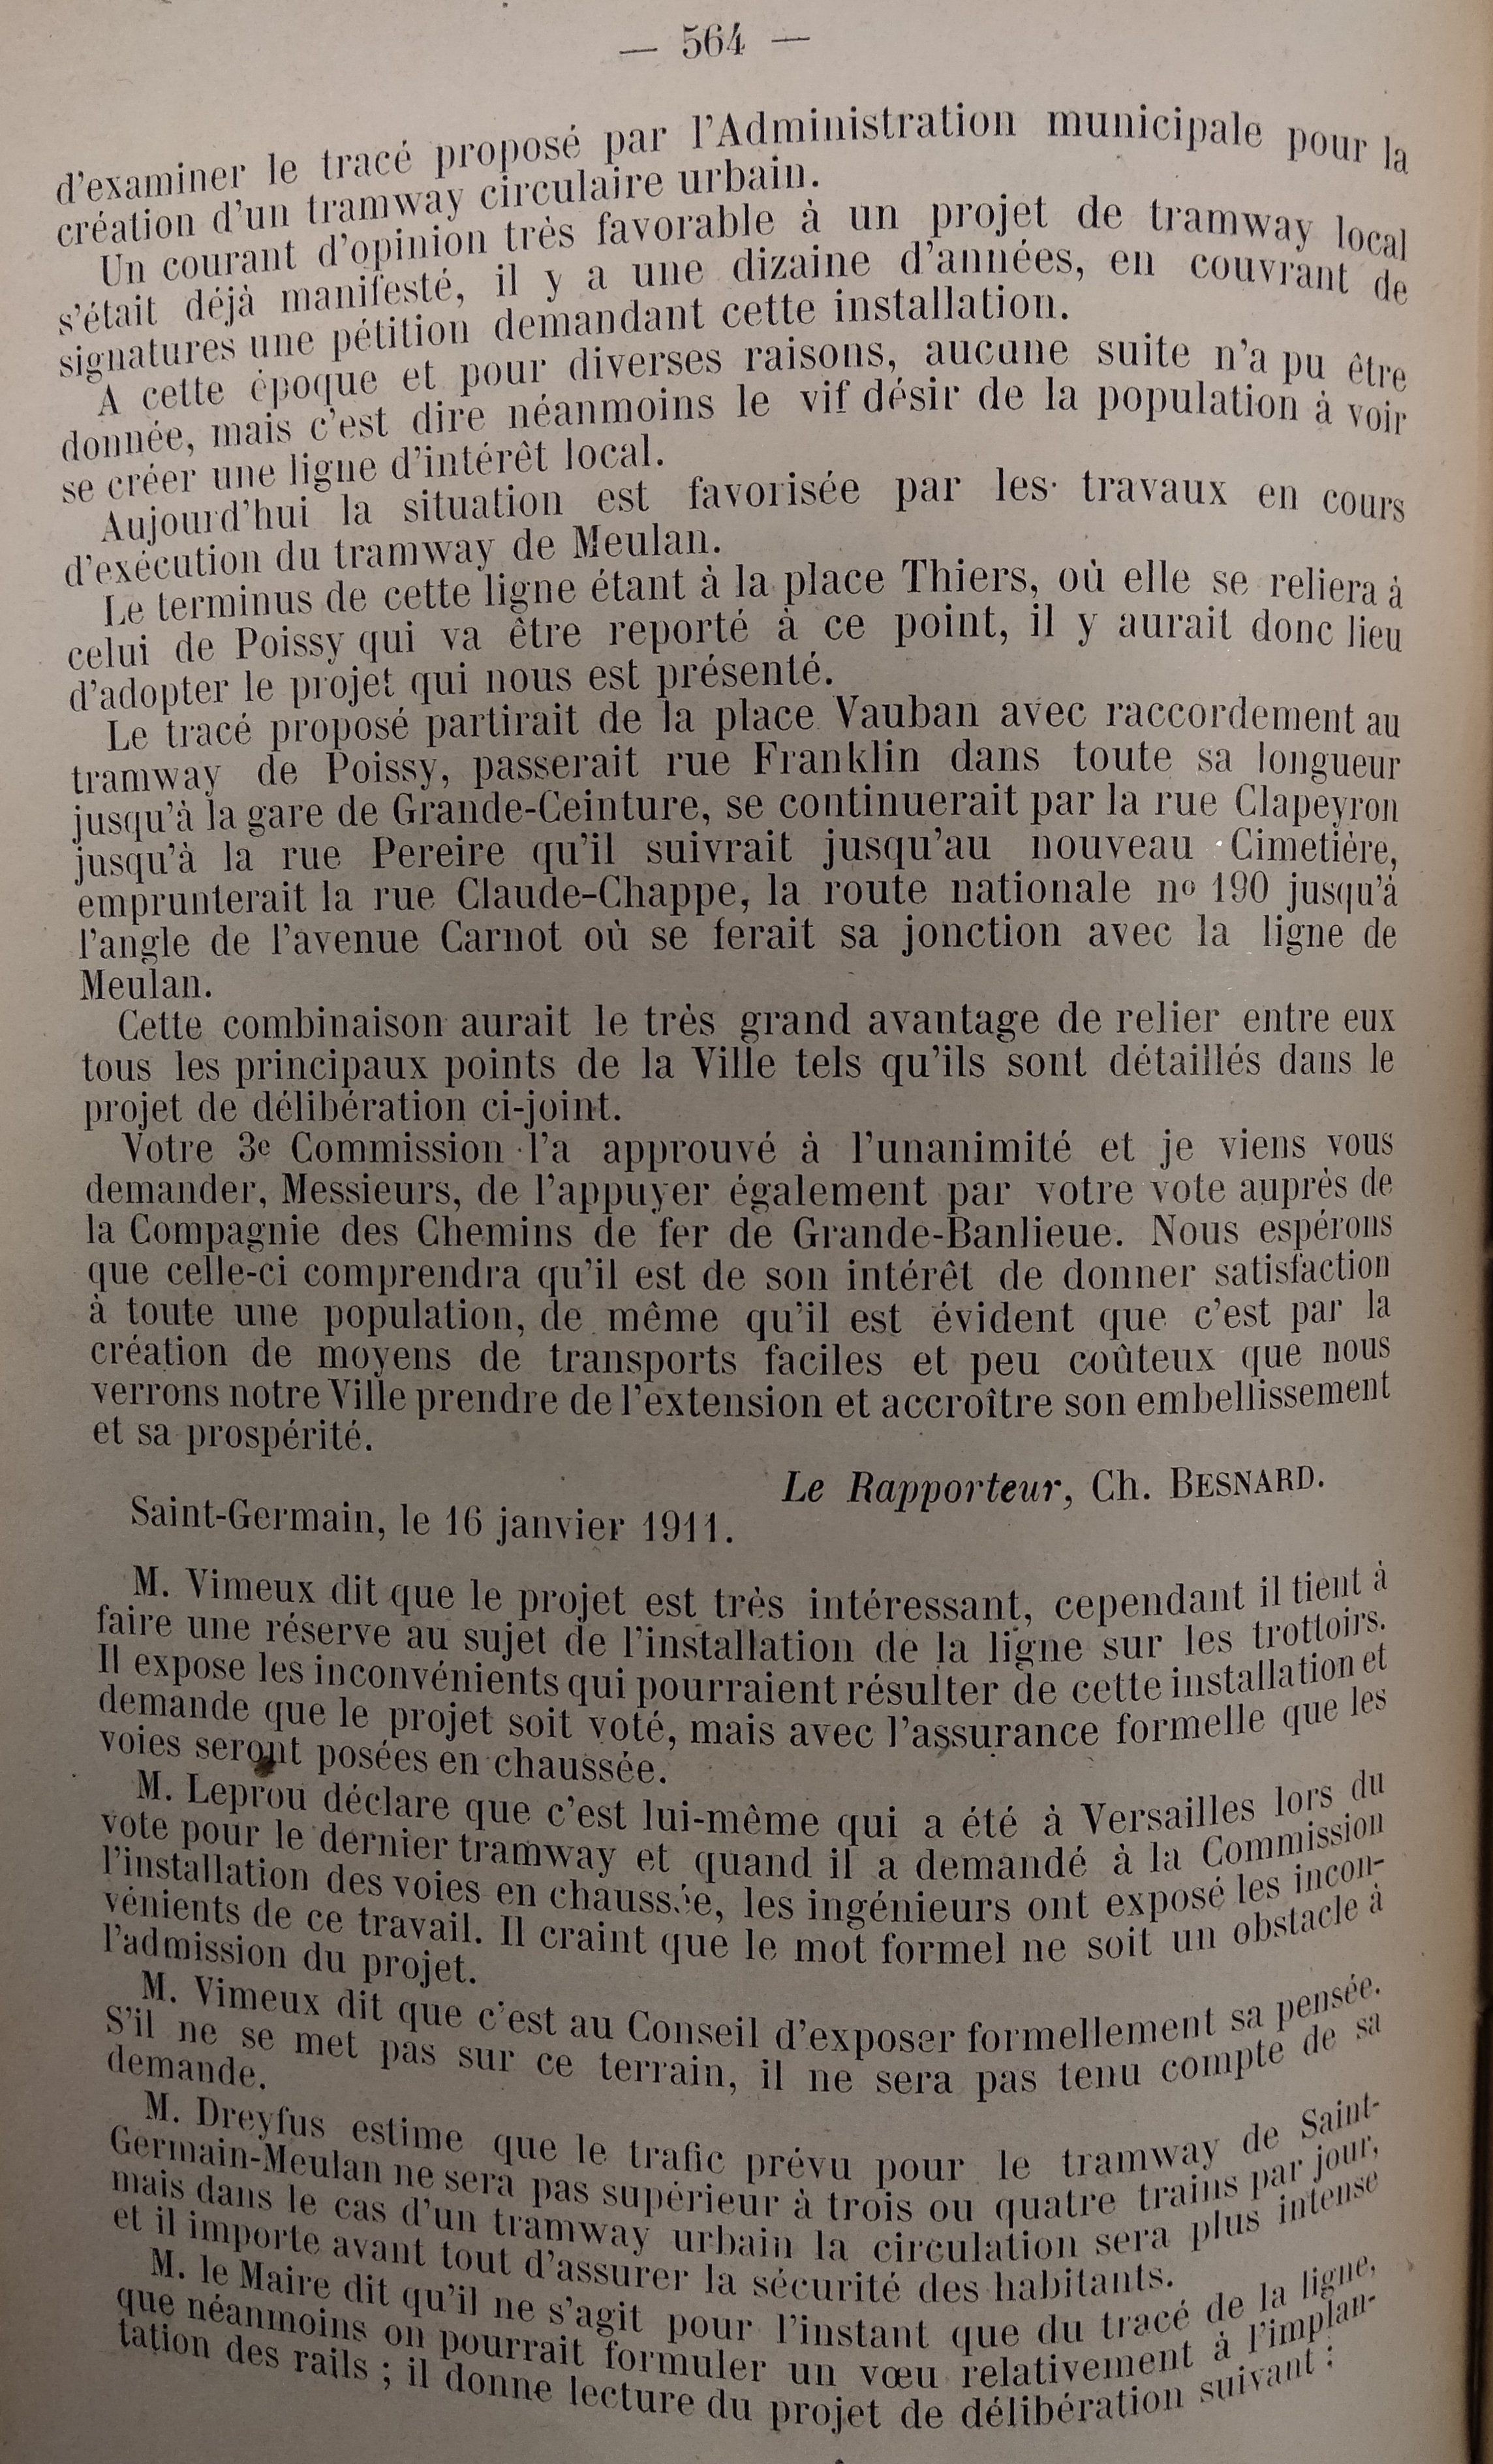 — 564 —
d'examiner le tracé proposé par l'Administration municipale pour la
création d'un tramway circulaire urbain.
Un courant d'opinion très favorable à un projet de tramway local
s'était déjà manifesté, il y a une dizaine d'années, en couvrant de
signatures une pétition demandant cette installation.
A cette époque et pour diverses raisons, aucune suite n'a pu être
donnée, mais c'est dire néanmoins le vif désir de la population à voir
se créer une ligne d'intérêt local.
Aujourd'hui la situation est favorisée par les travaux en cours
d'exécution du tramway de Meulan.
Le terminus de cette ligne étant à la place Thiers, où elle se reliera à
celui de Poissy qui va être reporté à ce point, il y aurait donc lieu
d'adopter le projet qui nous est présenté.
Le tracé proposé partirait de la place Vauban avec raccordement au
tramway de Poissy, passerait rue Franklin dans toute sa longueur
jusqu'à la gare de Grande-Ceinture, se continuerait par la rue Clapeyron
jusqu'à la rue Pereire qu'il suivrait jusqu'au nouveau Cimetière,
emprunterait la rue Claude-Chappe, la route nationale nº 190 jusqu'à
l'angle de l'avenue Carnot où se ferait sa jonction avec la ligne de
Meulan.
Cette combinaison aurait le très grand avantage de relier entre eux
tous les principaux points de la Ville tels qu'ils sont détaillés dans le
projet de délibération ci-joint.
Votre 3e Commission l'a approuvé à l'unanimité et je viens vous
demander, Messieurs, de l'appuyer également par votre vote auprès de
la Compagnie des Chemins de fer de Grande-Banlieue. Nous espérons
que celle-ci comprendra qu'il est de son intérêt de donner satisfaction
à toute une population, de même qu'il est évident que c'est par la
création de moyens de transports faciles et peu coûteux que nous
verrons notre Ville prendre de l'extension et accroître son embellissement
et sa prospérité.
Le Rapporteur, Ch. BESNARD.
Saint-Germain, le 16 janvier 1911.
M. Vimeux dit que le projet est très intéressant, cependant il tient à
faire une réserve au sujet de l'installation de la ligne sur les trottoirs.
Il expose les inconvénients qui pourraient résulter de cette installation et
demande que le projet soit voté, mais avec l'assurance formelle que les
voies seront posées en chaussée.
M. Leprou déclare que c'est lui-même qui a été à Versailles lors du
vote pour le dernier tramway et quand il a demandé à la Commission
l'installation des voies en chaussée, les ingénieurs ont exposé les incon-
vénients de ce travail. Il craint que le mot formel ne soit un obstacle à
l'admission du projet.
M. Vimeux dit que c'est au Conseil d'exposer formellement sa pensée.
S'il ne se met pas sur ce terrain, il ne sera pas tenu compte de sa
demande.
M. Dreyfus estime que le trafic prévu pour le tramway de Saint-
Germain-Meulan ne sera pas supérieur à trois ou quatre trains par jour,
mais dans le cas d'un tramway urbain la circulation sera plus intense
et il importe avant tout d'assurer la sécurité des habitants.
M. le Maire dit qu'il ne s'agit pour l'instant que du tracé de la ligne,
que néanmoins on pourrait formuler un vœu relativement à l'implan-
tation des rails ; il donne lecture du projet de délibération suivant :